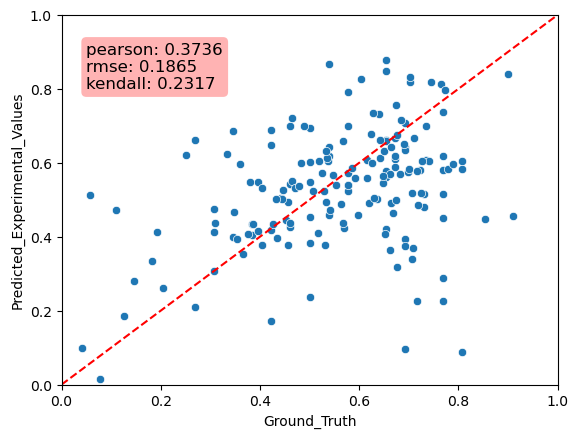 pearson: 0.3736
rmse: 0.1865
kendall: 0.2317
Predicted_Experimental_Values
1.0
0.8
0.6
0.4
0.2
0.0
0.0 0.2 0.4 0.6 0.8 1.0
Ground_Truth